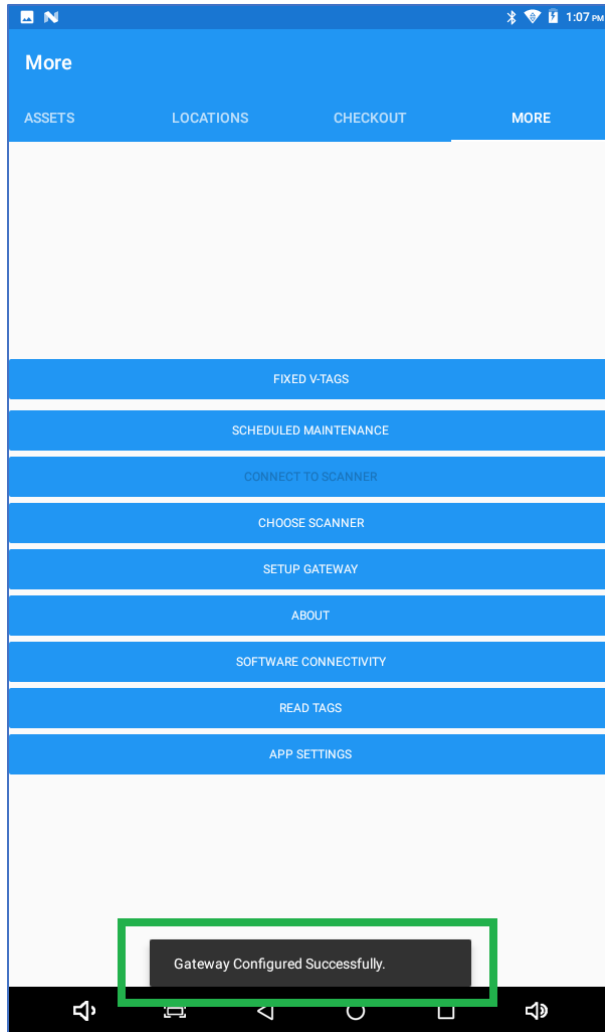 1:07 PM
More
ASSETS LOCATIONS CHECKOUT MORE
FIXED V-TAGS
SCHEDULED MAINTENANCE
CONNECT TO SCANNER
CHOOSE SCANNER
SETUP GATEWAY
ABOUT
SOFTWARE CONNECTIVITY
READ TAGS
APP SETTINGS
Gateway Configured Successfully.